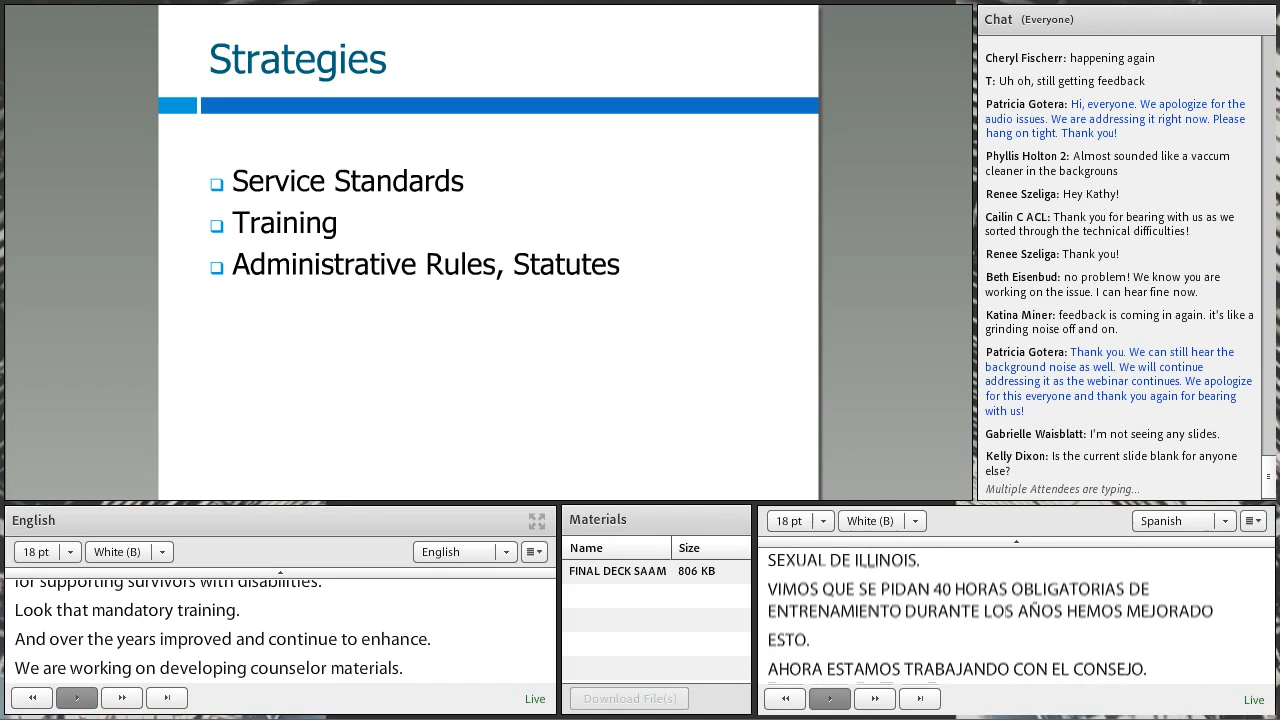 Strategies
Service Standards
Training
Administrative Rules, Statutes
Chat (Everyone)
Cheryl Fischerr: happening again
T: Uh oh, still getting feedback
Patricia Gotera: Hi, everyone. We apologize for the
audio issues. We are addressing it right now. Please
hang on tight. Thank you!
Phyllis Holton 2: Almost sounded like a vaccum
cleaner in the backgrouns
Renee Szeliga: Hey Kathy!
Cailin C ACL: Thank you for bearing with us as we
sorted through the technical difficulties!
Renee Szeliga: Thank you!
Beth Eisenbud: no problem! We know you are
working on the issue. I can hear fine now.
Katina Miner: feedback is coming in again. it's like a
grinding noise off and on.
Patricia Gotera: Thank you. We can still hear the
background noise as well. We will continue
addressing it as the webinar continues. We apologize
for this everyone and thank you again for bearing
with us!
Gabrielle Waisblatt: I'm not seeing any slides.
Kelly Dixon: Is the current slide blank for anyone
else?
Multiple Attendees are typing...
English
18 pt White (B) English
for supporting survivors with disabilities.
Look that mandatory training.
And over the years improved and continue to enhance.
We are working on developing counselor materials.
Live
Materials
Name Size
FINAL DECK SAAM 806 KB
Download File(s)
18 pt White (B) Spanish
SEXUAL DE ILLINOIS.
VIMOS QUE SE PIDAN 40 HORAS OBLIGATORIAS DE
ENTRENAMIENTO DURANTE LOS AÑOS HEMOS MEJORADO
ESTO.
AHORA ESTAMOS TRABAJANDO CON EL CONSEJO.
Live